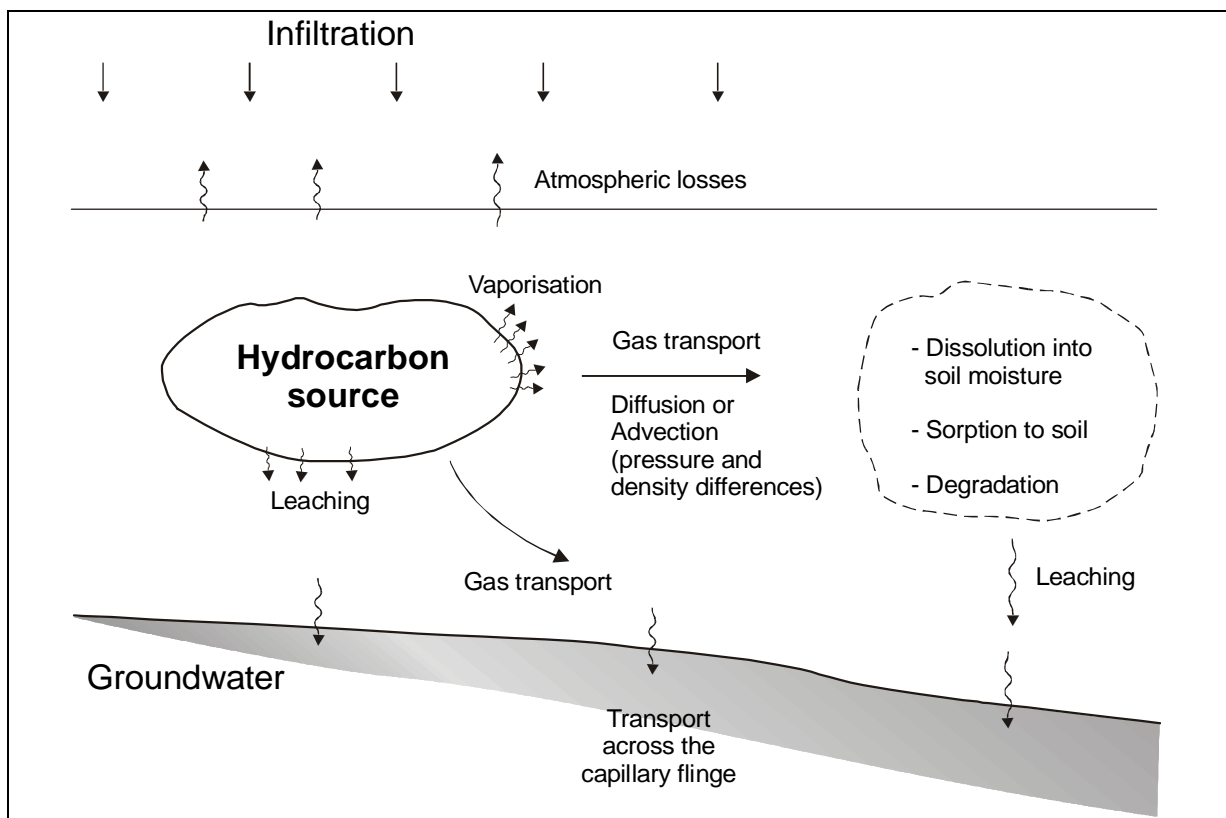 Infiltration
Atmospheric losses
Vaporisation
Hydrocarbon
source
Gas transport
Diffusion or
Advection
(pressure and
density differences)
- Dissolution into
soil moisture
- Sorption to soil
- Degradation
Leaching
Gas transport
Leaching
Groundwater
Transport
across the
capillary flinge